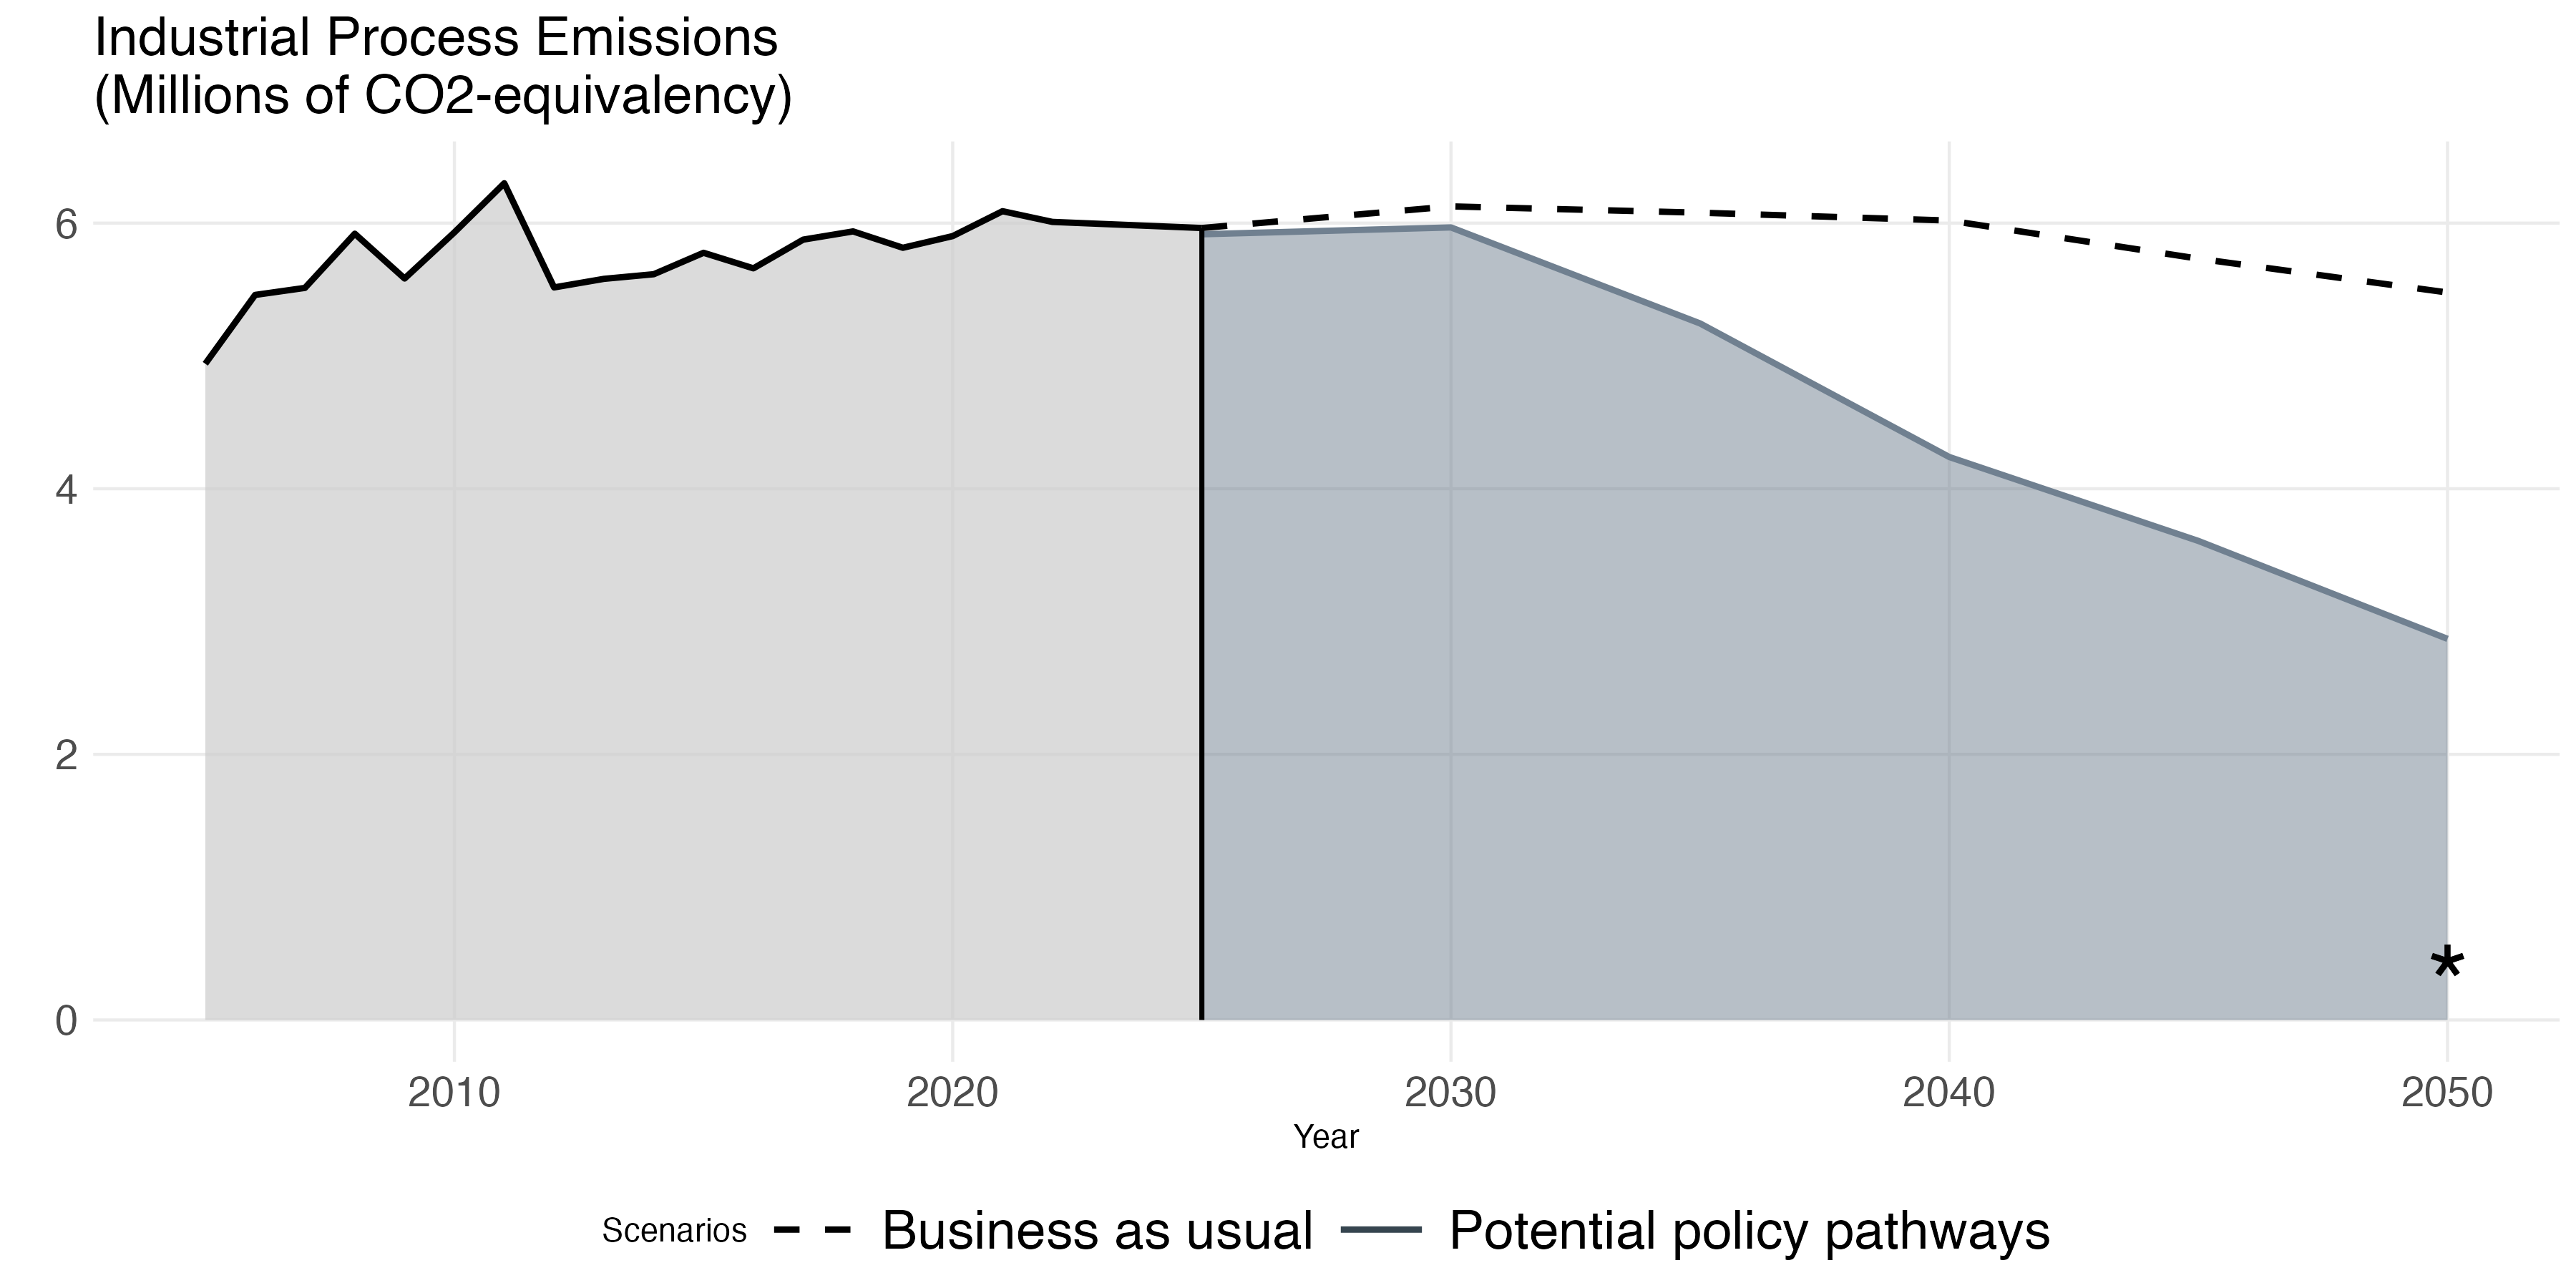 Industrial Process Emissions
(Millions of CO2-equivalency)
6
4
2
0
*
2010 2020 2030 2040 2050
Year
Scenarios Business as usual Potential policy pathways